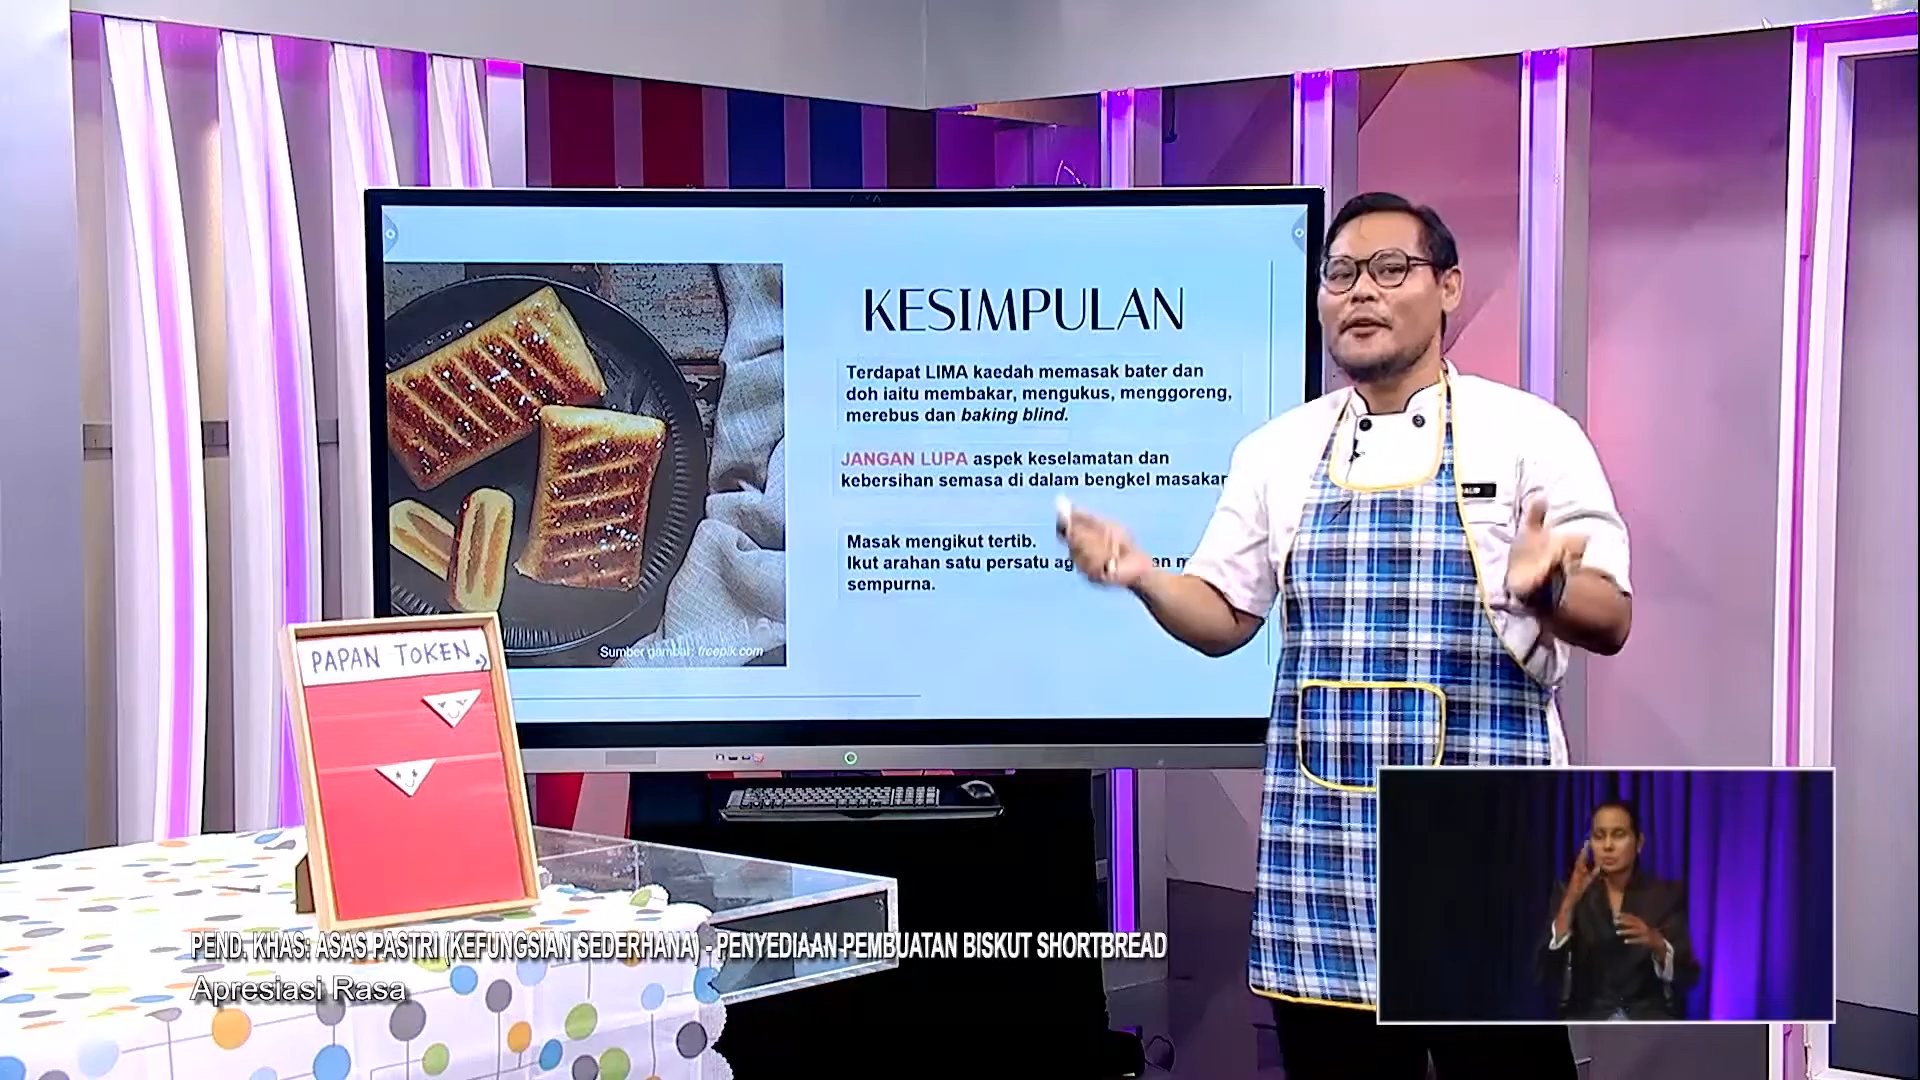 KESIMPULAN
Terdapat LIMA kaedah memasak bater dan
doh iaitu membakar, mengukus, menggoreng,
merebus dan baking blind.
JANGAN LUPA aspek keselamatan dan
kebersihan semasa di dalam bengkel masakan
Masak mengikut tertib.
Ikut arahan satu persatu
sempurna.
Sumber gambar: freepik.com
PAPAN TOKEN
PEND. KHAS: ASAS PASTRI (KEFUNGSIAN SEDERHANA) - PENYEDIAAN PEMBUATAN BISKUT SHORTBREAD
Apresiasi Rasa